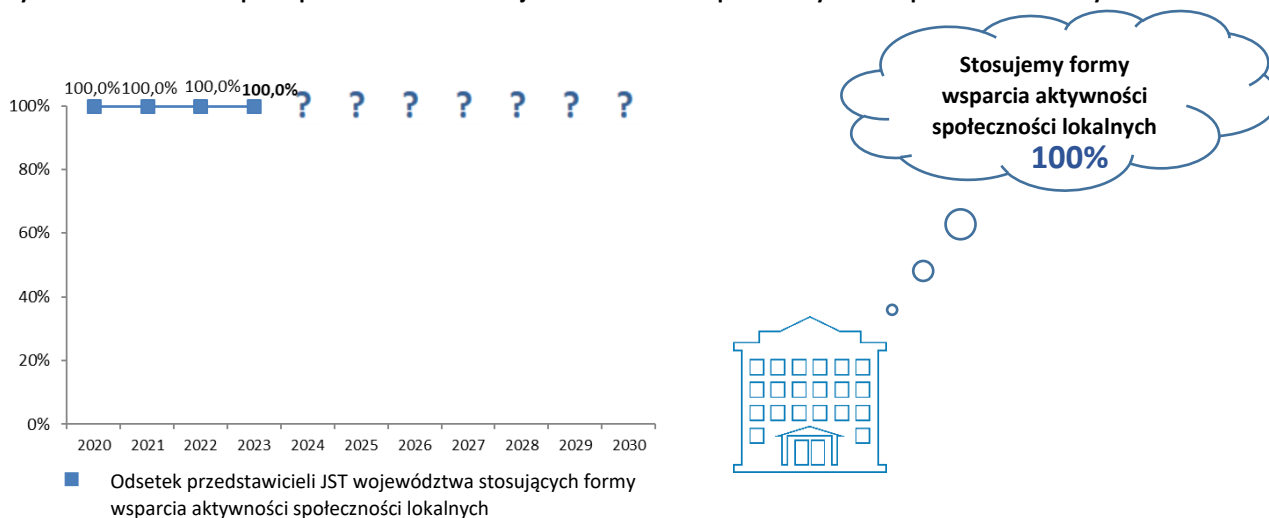 100,0% 100,0% 100,0% 100,0%
? ? ? ? ? ? ?
100%
80%
60%
40%
20%
0%
2020 2021 2022 2023 2024 2025 2026 2027 2028 2029 2030
Odsetek przedstawicieli JST województwa stosujących formy
wsparcia aktywności społeczności lokalnych
Stosujemy formy
wsparcia aktywności
społeczności lokalnych
100%